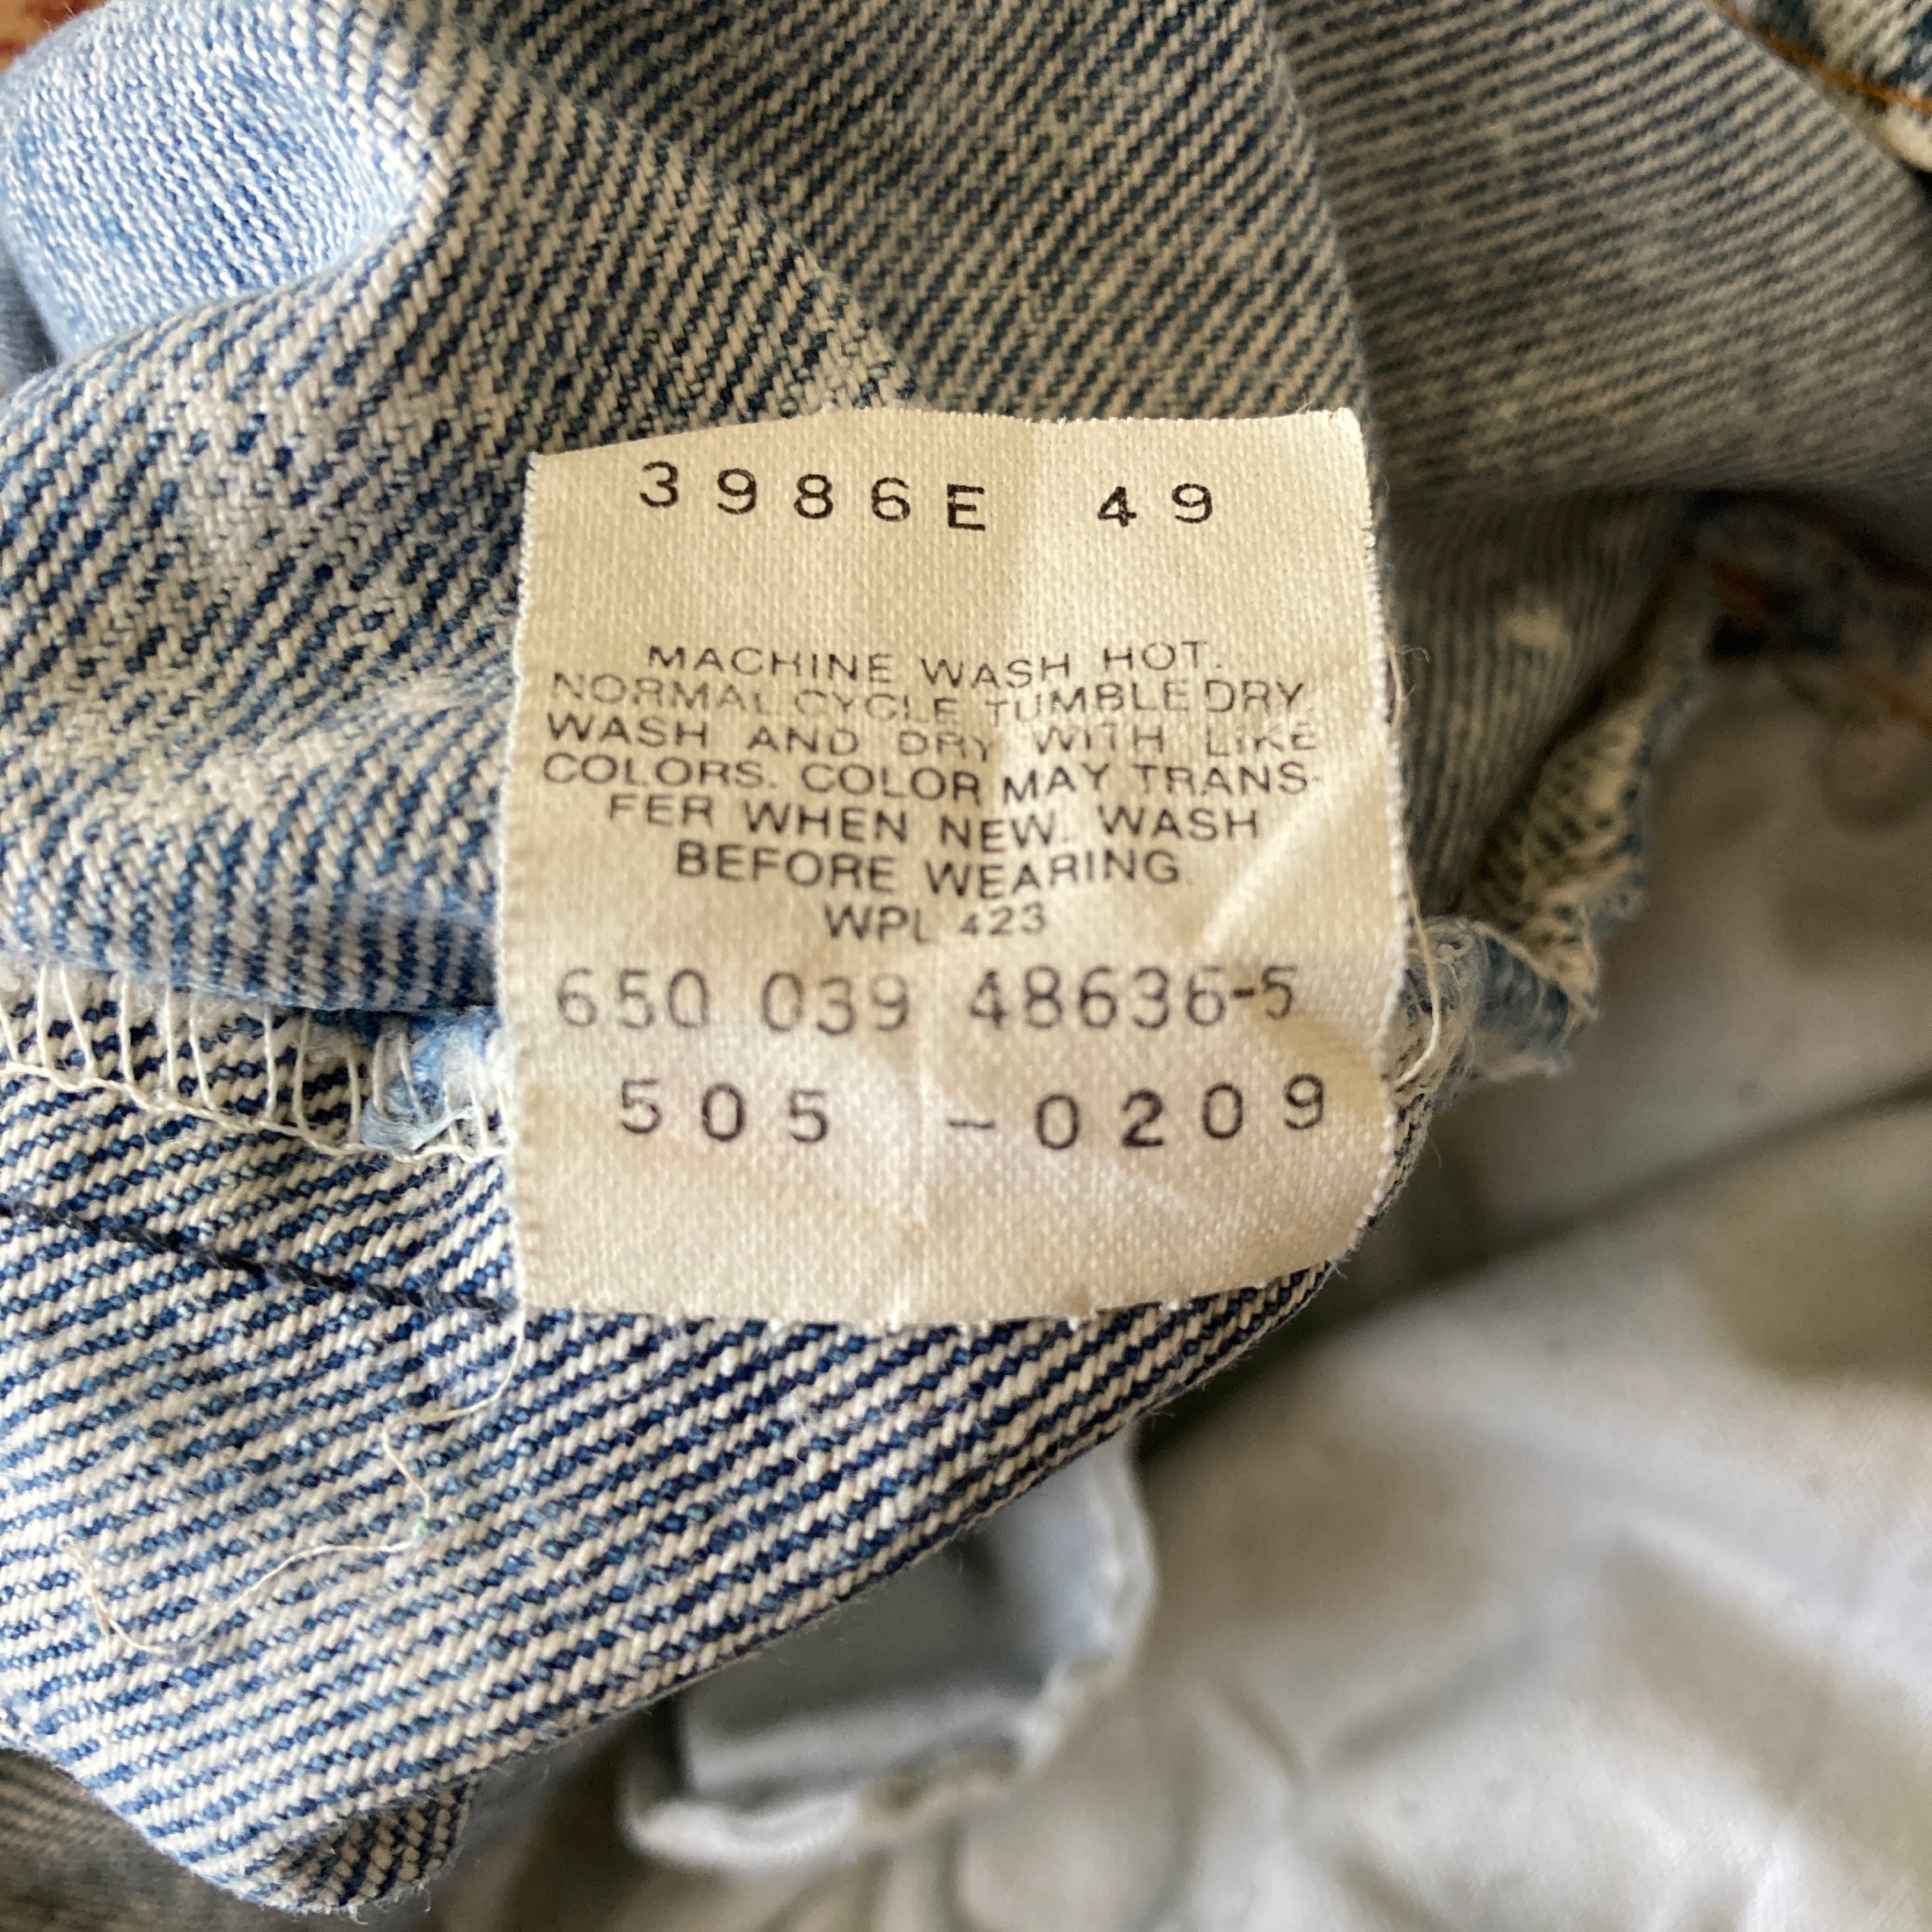 3986E 49
MACHINE WASH HOT.
NORMAL CYCLE TUMBLE DRY.
WASH AND DRY WITH LIKE
COLORS. COLOR MAY TRANS-
FER WHEN NEW. WASH
BEFORE WEARING.
WPL 423
650 039 48636-5
505 -0209